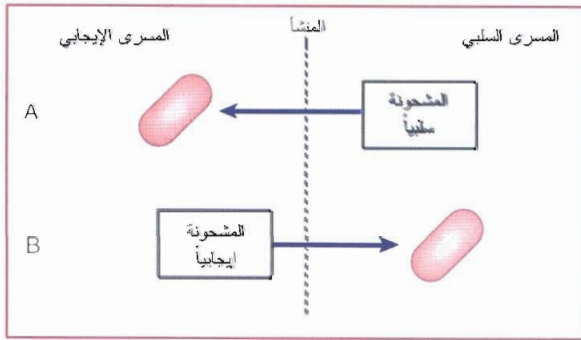 المنشأ
المسرى السلبي
المسرى الإيجابي
A
المشحونة
سلبياً
B
المشحونة
إيجابياً